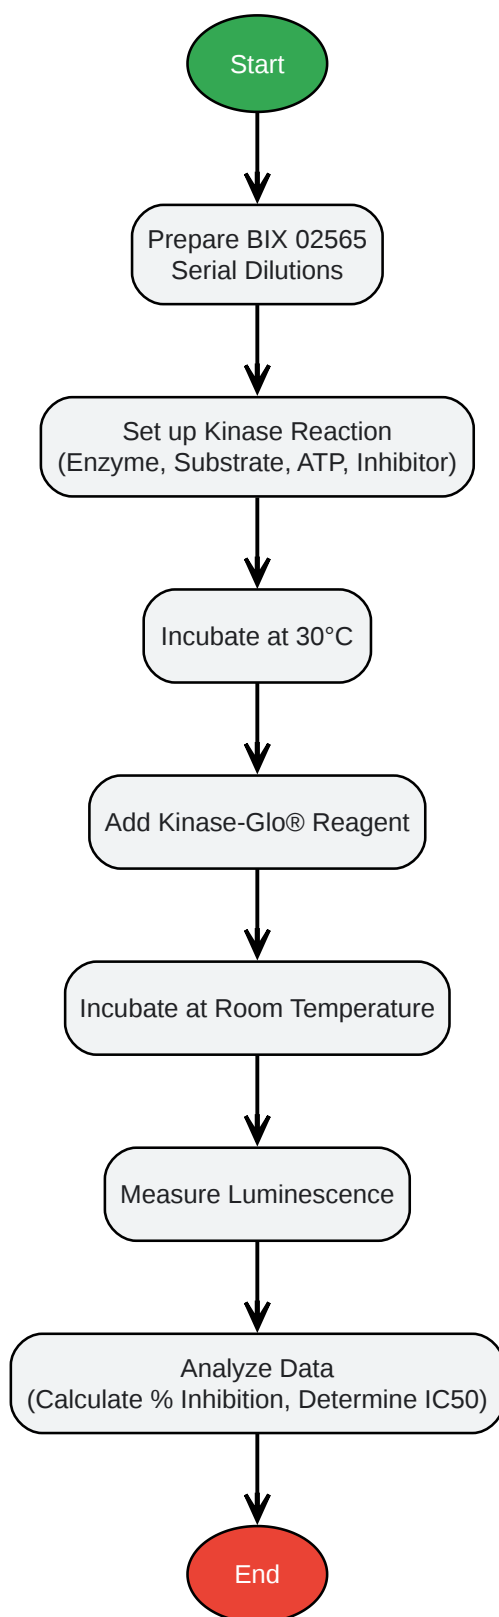 Start
Prepare BIX 02565
Serial Dilutions
Set up Kinase Reaction
(Enzyme, Substrate, ATP, Inhibitor)
Incubate at 30°C
Add Kinase-Glo® Reagent
Incubate at Room Temperature
Measure Luminescence
Analyze Data
(Calculate % Inhibition, Determine IC50)
End